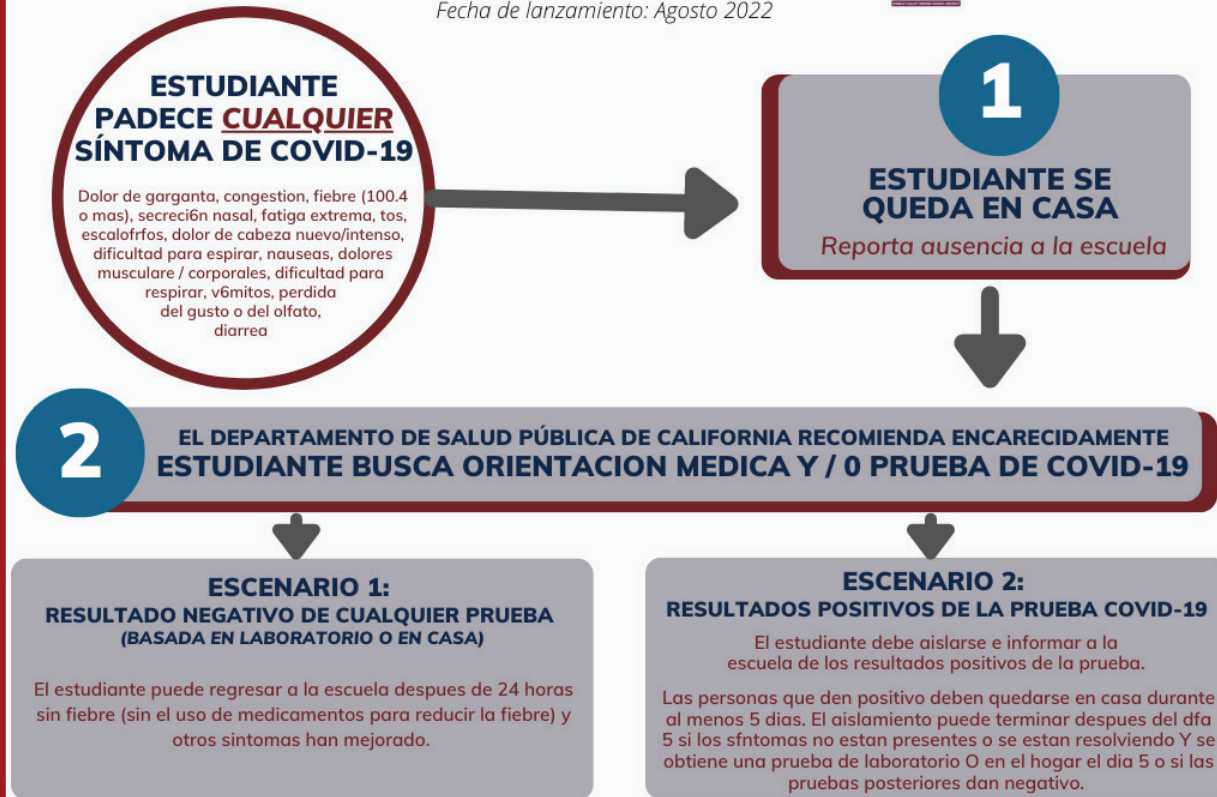 Fecha de lanzamiento: Agosto 2022
ESTUDIANTE
PADECE CUALQUIER
SÍNTOMA DE COVID-19
Dolor de garganta, congestion, fiebre (100.4
o mas), secreci6n nasal, fatiga extrema, tos,
escalofrfos, dolor de cabeza nuevo/intenso,
dificultad para espirar, nauseas, dolores
musculare / corporales, dificultad para
respirar, v6mitos, perdida
del gusto o del olfato,
diarrea
1
ESTUDIANTE SE
QUEDA EN CASA
Reporta ausencia a la escuela
2
EL DEPARTAMENTO DE SALUD PÚBLICA DE CALIFORNIA RECOMIENDA ENCARECIDAMENTE
ESTUDIANTE BUSCA ORIENTACION MEDICA Y / 0 PRUEBA DE COVID-19
ESCENARIO 1:
RESULTADO NEGATIVO DE CUALQUIER PRUEBA
(BASADA EN LABORATORIO O EN CASA)
El estudiante puede regresar a la escuela despues de 24 horas
sin fiebre (sin el uso de medicamentos para reducir la fiebre) y
otros sintomas han mejorado.
ESCENARIO 2:
RESULTADOS POSITIVOS DE LA PRUEBA COVID-19
El estudiante debe aislarse e informar a la
escuela de los resultados positivos de la prueba.
Las personas que den positivo deben quedarse en casa durante
al menos 5 dias. El aislamiento puede terminar despues del dfa
5 si los sfntomas no estan presentes o se estan resolviendo Y se
obtiene una prueba de laboratorio O en el hogar el dia 5 o si las
pruebas posteriores dan negativo.